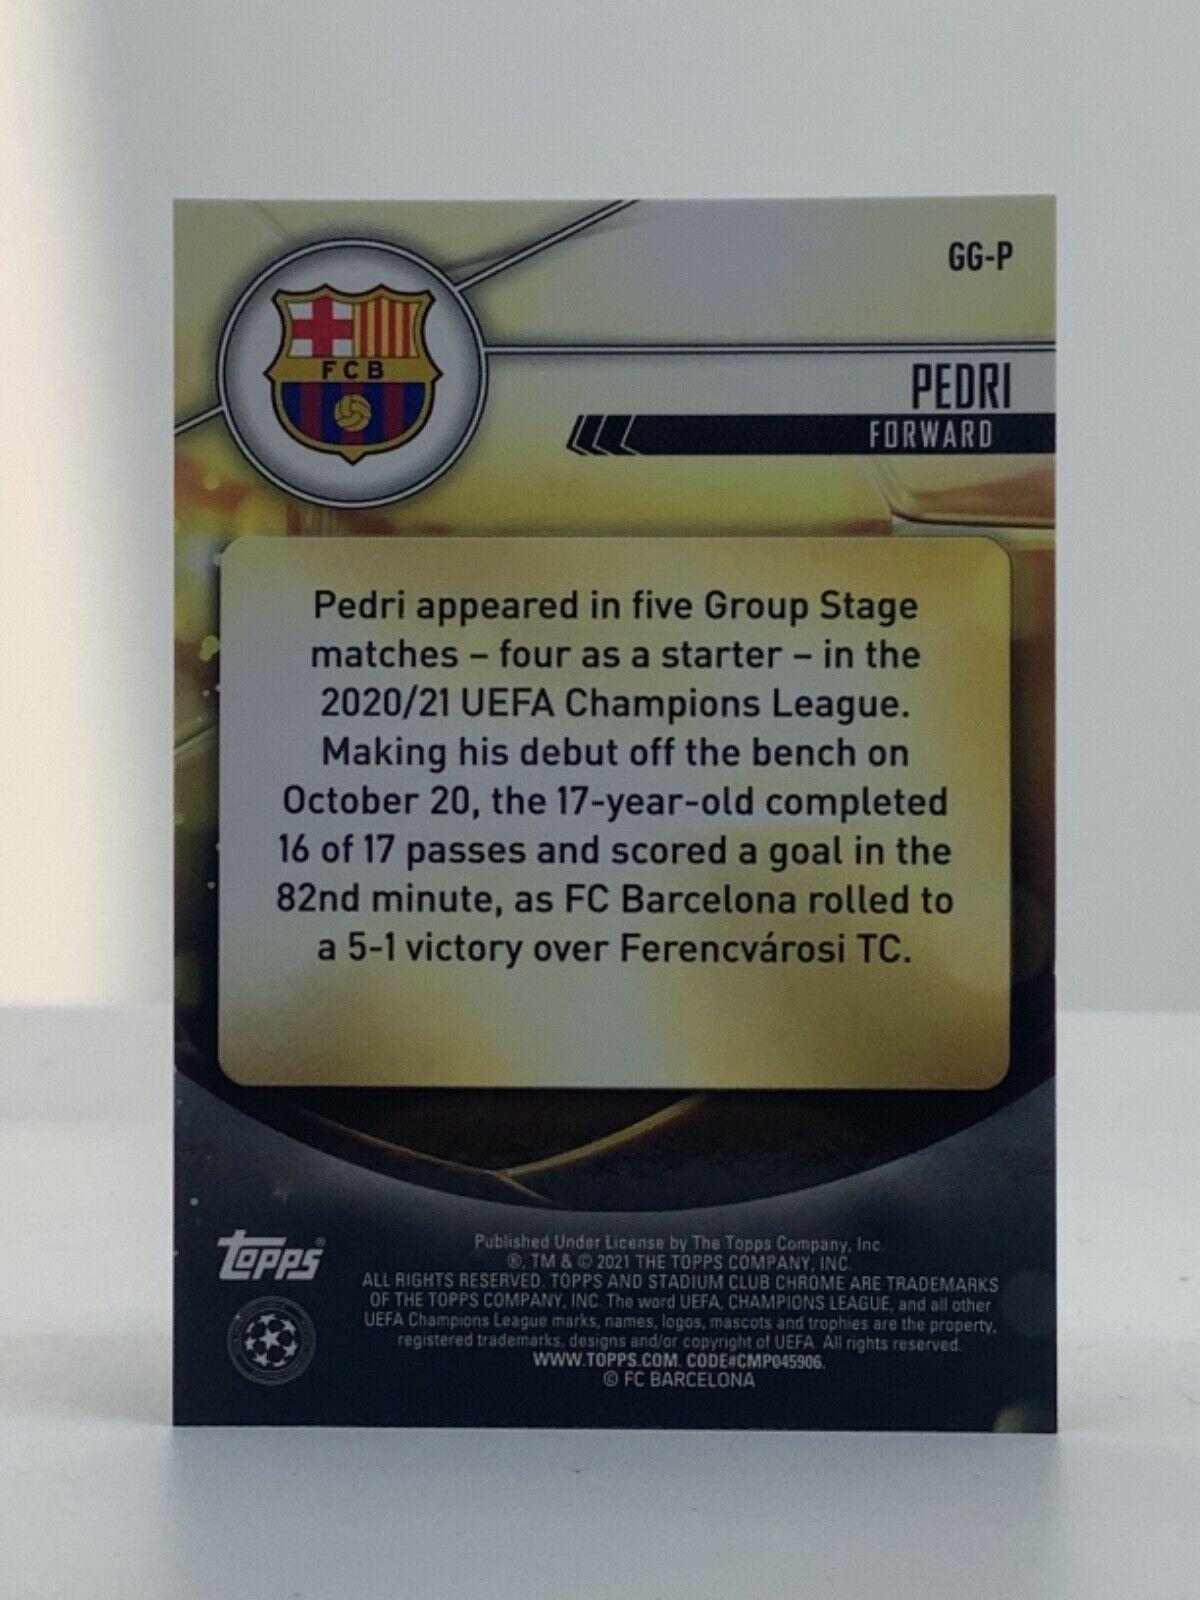 GG-P
FCB
PEDRI
FORWARD
Pedri appeared in five Group Stage
matches – four as a starter – in the
2020/21 UEFA Champions League.
Making his debut off the bench on
October 20, the 17-year-old completed
16 of 17 passes and scored a goal in the
82nd minute, as FC Barcelona rolled to
a 5-1 victory over Ferencvárosi TC.
topps®
Published Under License by The Topps Company, Inc.
®, TM & © 2021 THE TOPPS COMPANY, INC.
ALL RIGHTS RESERVED. TOPPS AND STADIUM CLUB CHROME ARE TRADEMARKS
OF THE TOPPS COMPANY, INC. The word UEFA, CHAMPIONS LEAGUE, and all other
UEFA Champions League marks, names, logos, mascots and trophies are the property,
registered trademarks, designs and/or copyright of UEFA. All rights reserved.
WWW.TOPPS.COM. CODE#CMP045906.
© FC BARCELONA